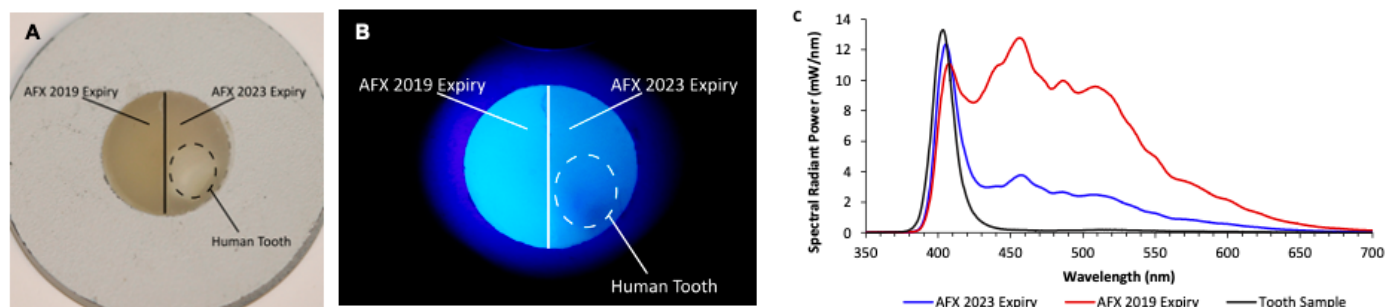 A
AFX 2019 Expiry
AFX 2023 Expiry
Human Tooth
B
AFX 2019 Expiry
AFX 2023 Expiry
Human Tooth
C
Spectral Radiant Power (mW/nm)
14
12
10
8
6
4
2
0
350 400 450 500 550 600 650 700
Wavelength (nm)
AFX 2023 Expiry AFX 2019 Expiry Tooth Sample